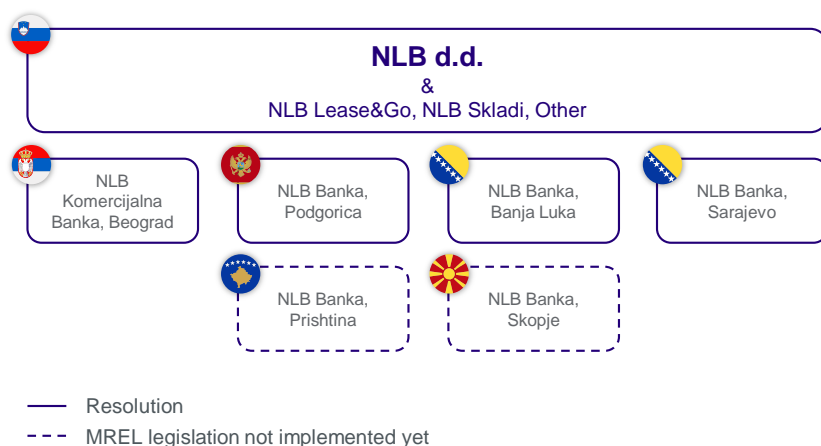 NLB d.d.
&
NLB Lease&Go, NLB Skladi, Other
NLB
Komercijalna
Banka, Beograd
NLB Banka,
Podgorica
NLB Banka,
Banja Luka
NLB Banka,
Sarajevo
NLB Banka,
Prishtina
NLB Banka,
Skopje
Resolution
MREL legislation not implemented yet